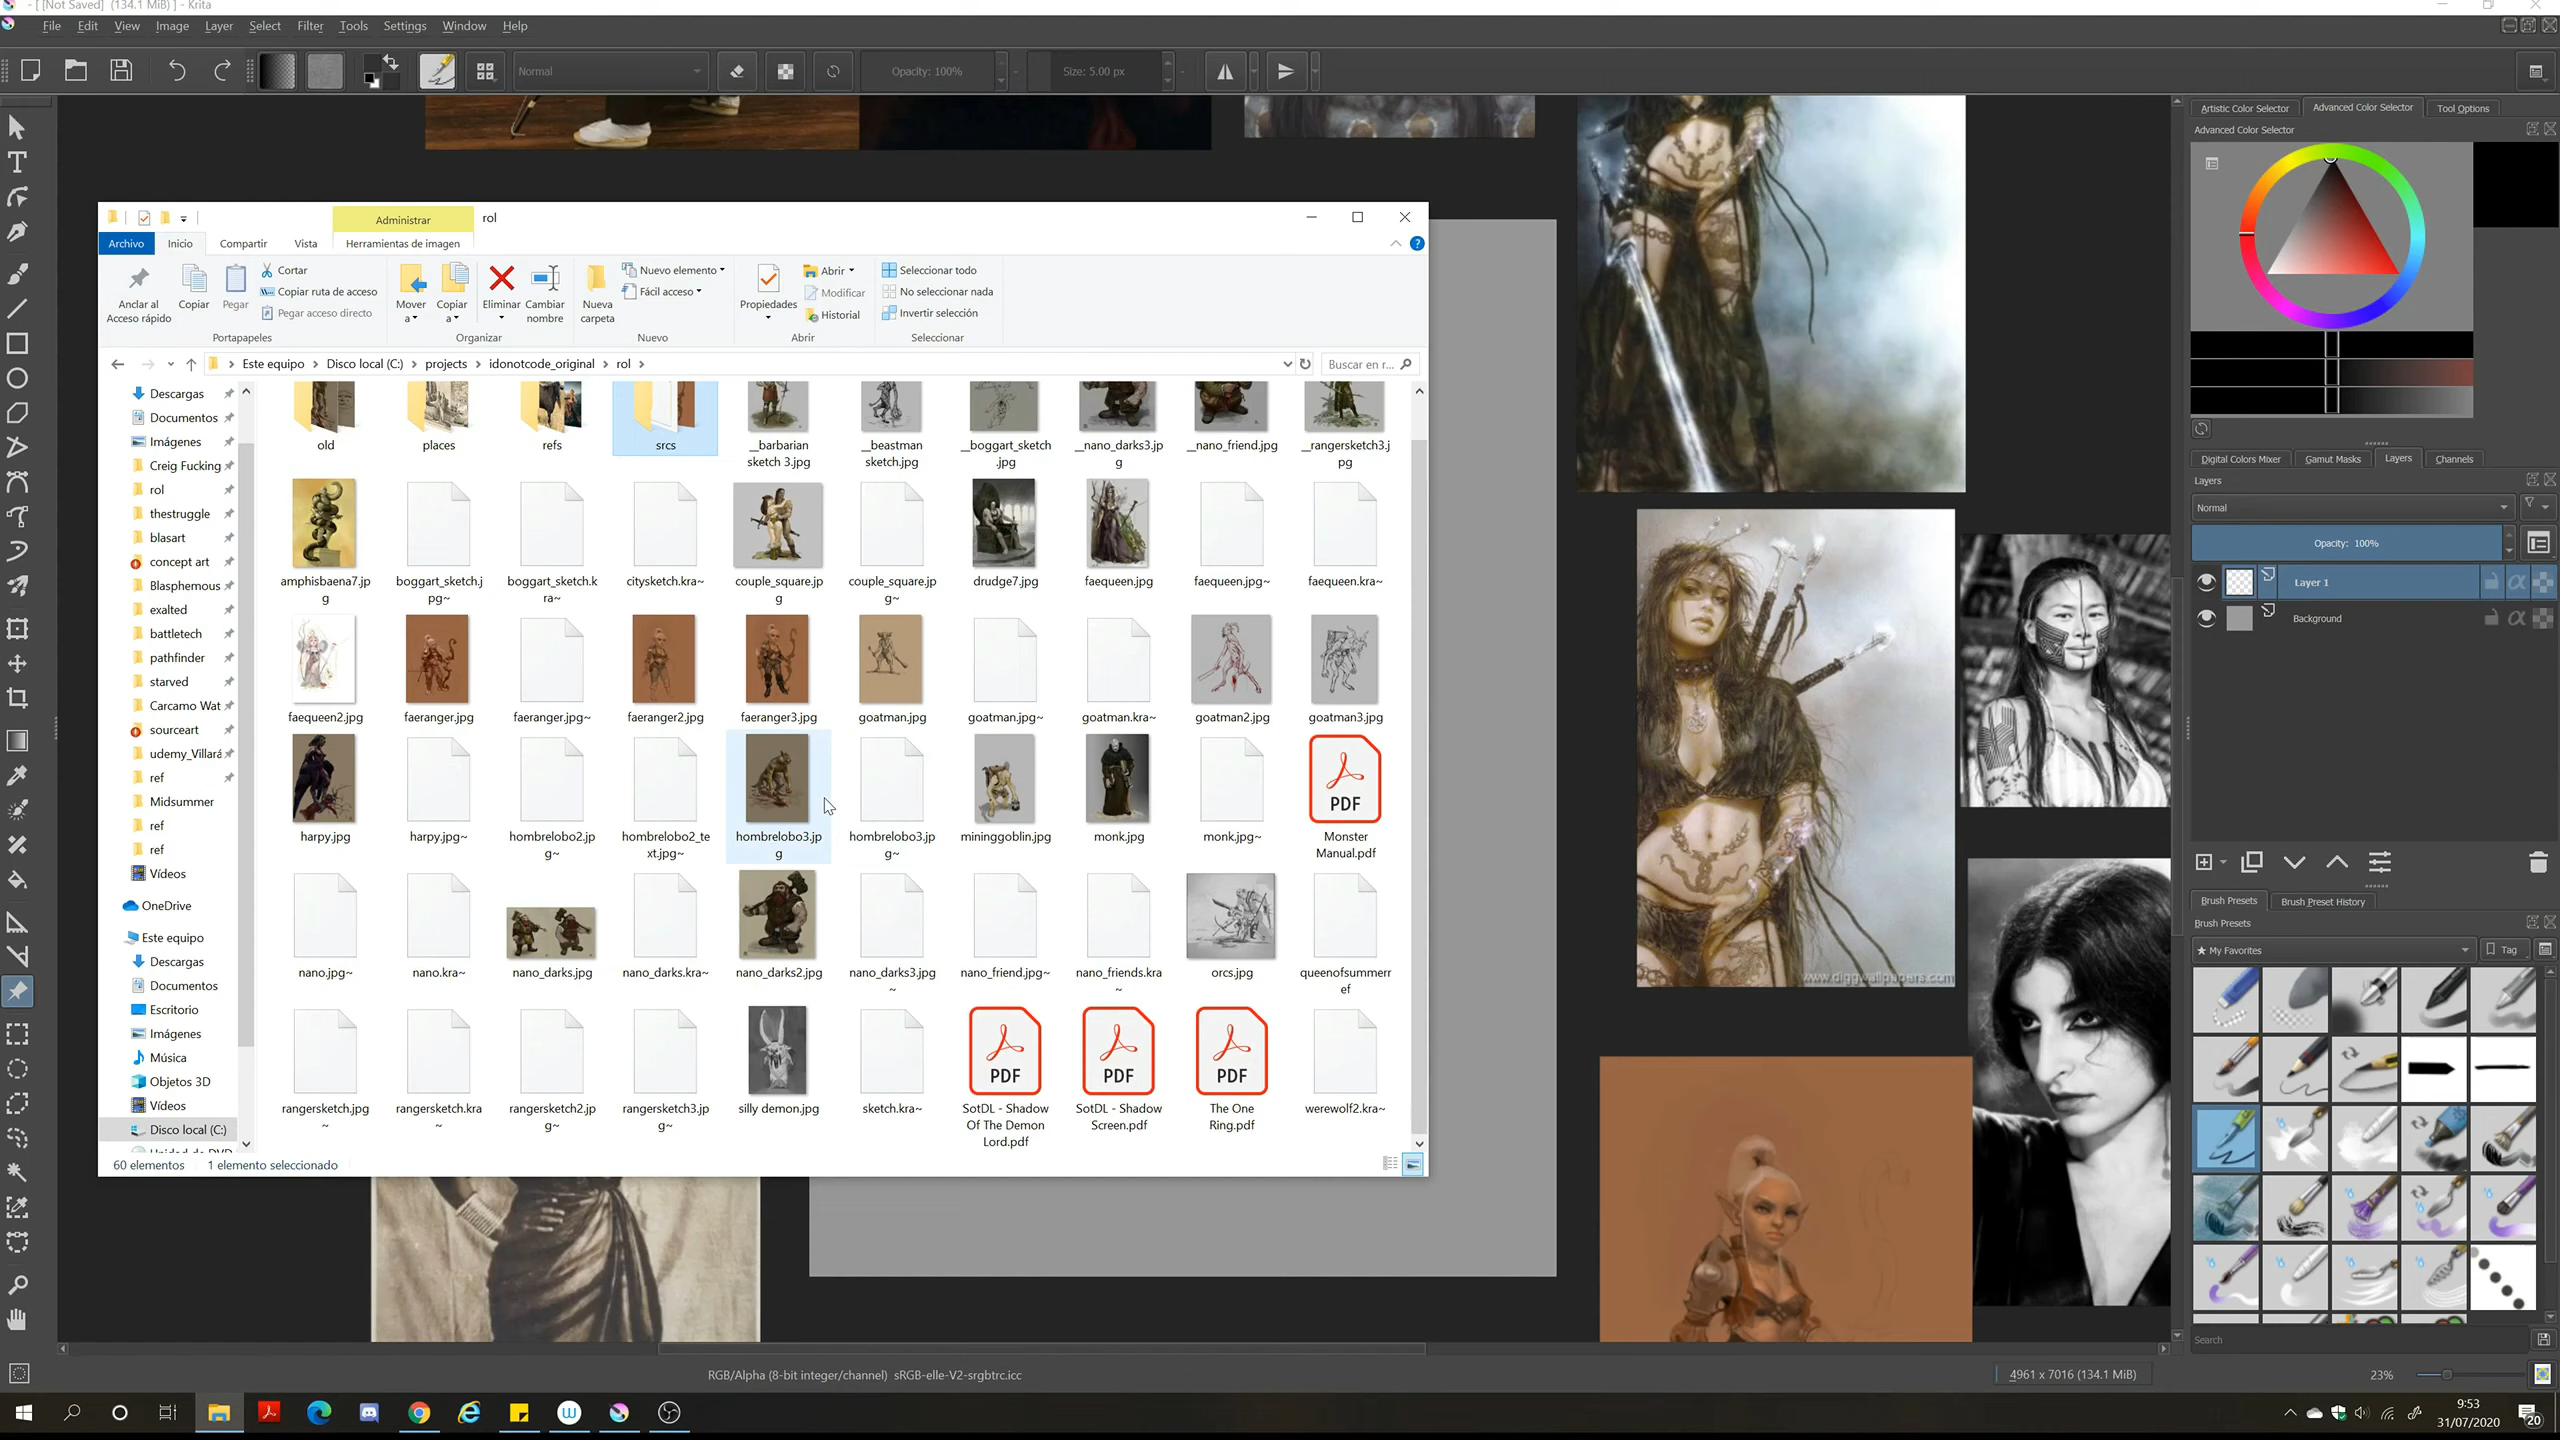 - [ [Not Saved]  (134.1 MiB) ] - Krita
File Edit View Image Layer Select Filter Tools Settings Window Help
Normal
Opacity: 100%
Size: 5.00 px
Administrar
rol
Archivo Inicio Compartir Vista Herramientas de imagen
Anclar al
Acceso rápido
Copiar
Pegar
Cortar
Copiar ruta de acceso
Pegar acceso directo
Mover
a
Copiar
a
Eliminar
Cambiar
nombre
Nueva
carpeta
Nuevo elemento
Fácil acceso
Propiedades
Abrir
Modificar
Historial
Seleccionar todo
No seleccionar nada
Invertir selección
Portapapeles Organizar Nuevo Abrir Seleccionar
Este equipo > Disco local (C:) > projects > idonotcode_original > rol >
Buscar en r...
Descargas
Documentos
Imágenes
Creig Fucking
rol
thestruggle
blasart
concept art
Blasphemous
exalted
battletech
pathfinder
starved
Carcamo Wat
sourceart
udemy_Villará
ref
Midsummer
ref
ref
Vídeos
OneDrive
Este equipo
Descargas
Documentos
Escritorio
Imágenes
Música
Objetos 3D
Vídeos
Disco local (C:)
old
places
refs
srcs
__barbarian
sketch 3.jpg
__beastman
sketch.jpg
__boggart_sketch
.jpg
__nano_darks3.jp
g
__nano_friend.jpg
__rangersketch3.j
pg
amphisbaena7.jp
g
boggart_sketch.j
pg~
boggart_sketch.k
ra~
citysketch.kra~
couple_square.jp
g
couple_square.jp
g~
drudge7.jpg
faequeen.jpg
faequeen.jpg~
faequeen.kra~
faequeen2.jpg
faeranger.jpg
faeranger.jpg~
faeranger2.jpg
faeranger3.jpg
goatman.jpg
goatman.jpg~
goatman.kra~
goatman2.jpg
goatman3.jpg
harpy.jpg
harpy.jpg~
hombrelobo2.jp
g~
hombrelobo2_te
xt.jpg~
hombrelobo3.jp
g
hombrelobo3.jp
g~
mininggoblin.jpg
monk.jpg
monk.jpg~
PDF
Monster
Manual.pdf
nano.jpg~
nano.kra~
nano_darks.jpg
nano_darks.kra~
nano_darks2.jpg
nano_darks3.jpg
~
nano_friend.jpg~
nano_friends.kra
~
orcs.jpg
queenofsummerr
ef
rangersketch.jpg
~
rangersketch.kra
~
rangersketch2.jp
g~
rangersketch3.jp
g~
silly demon.jpg
sketch.kra~
PDF
SotDL - Shadow
Of The Demon
Lord.pdf
PDF
SotDL - Shadow
Screen.pdf
PDF
The One
Ring.pdf
werewolf2.kra~
60 elementos
1 elemento seleccionado
www.diggwallpapers.com
Artistic Color Selector
Advanced Color Selector
Tool Options
Advanced Color Selector
Digital Colors Mixer
Gamut Masks
Layers
Channels
Layers
Normal
Opacity: 100%
Layer 1
Background
Brush Presets
Brush Preset History
Brush Presets
★ My Favorites
Tag
Search
RGB/Alpha (8-bit integer/channel) sRGB-elle-V2-srgbtrc.icc
4961 x 7016 (134.1 MiB)
23%
9:53
31/07/2020
20